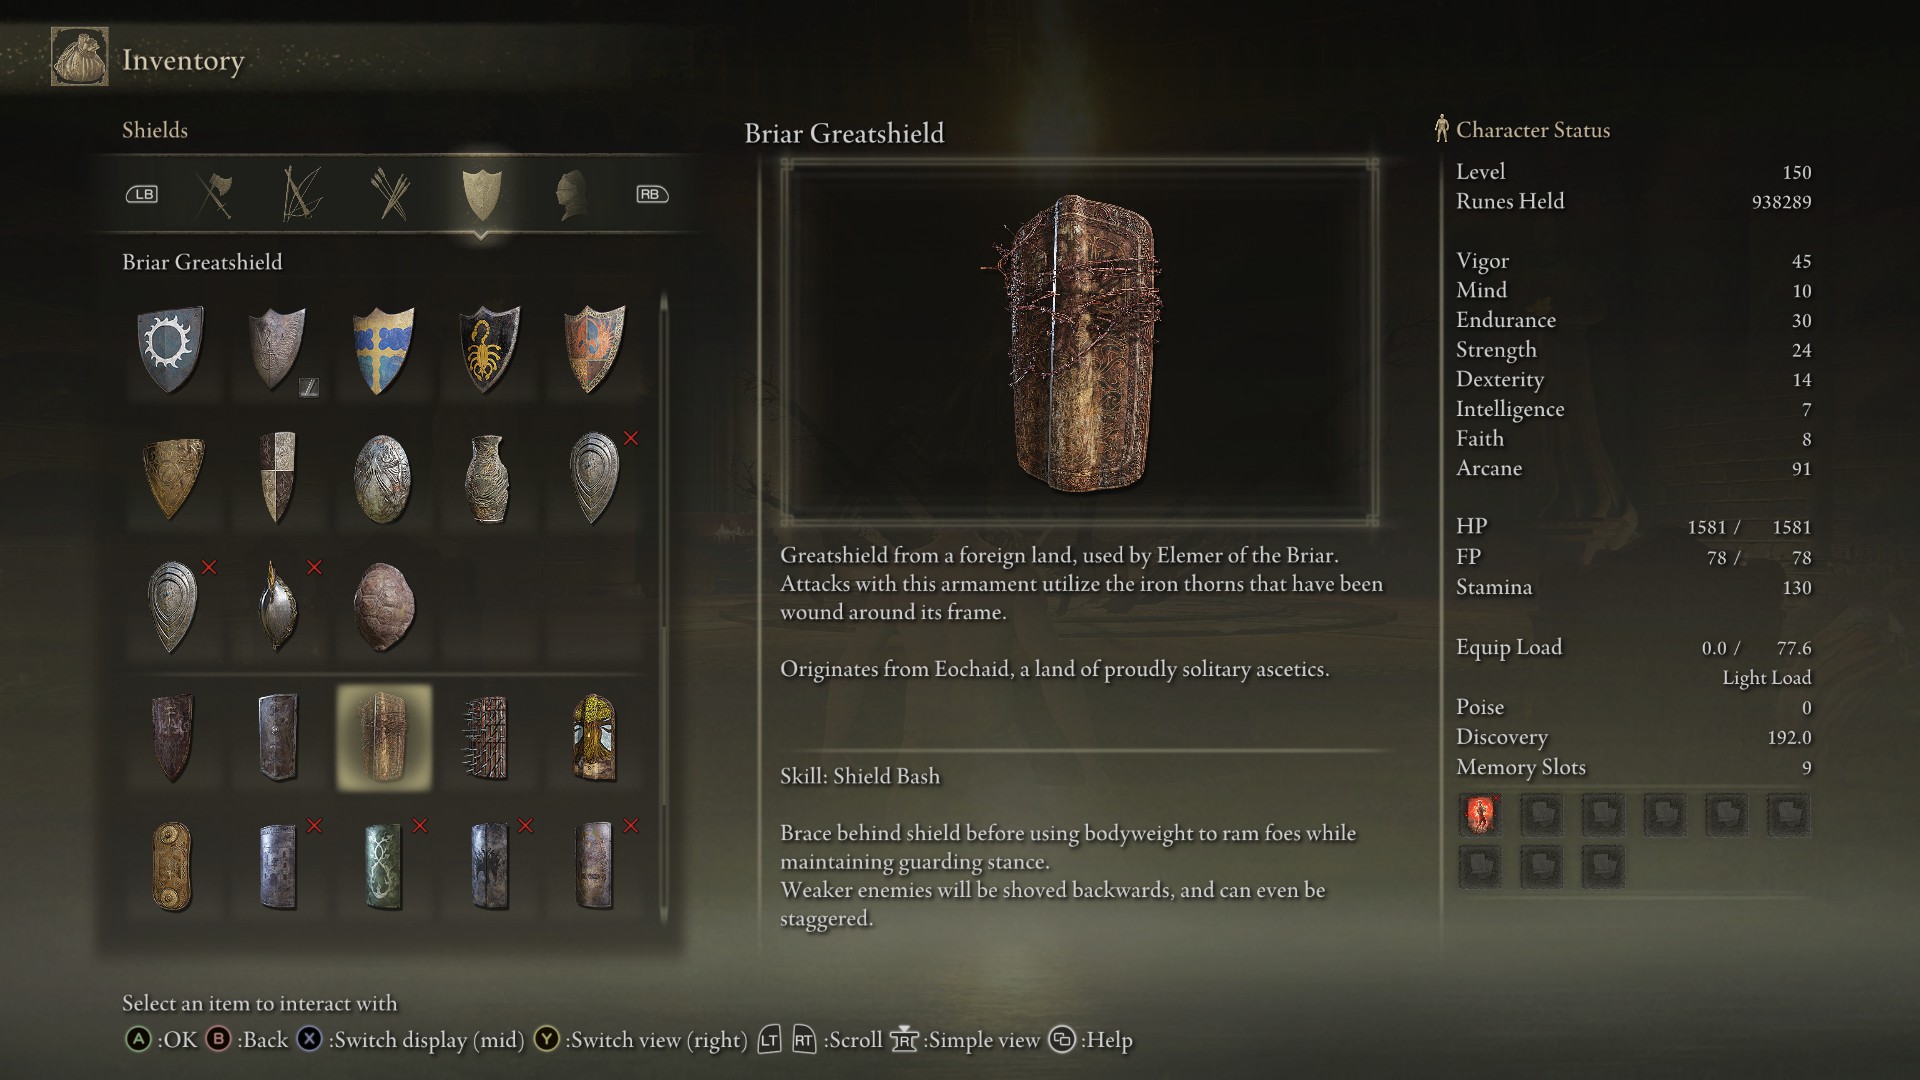 Inventory
Shields
LB
RB
Briar Greatshield
Briar Greatshield
Greatshield from a foreign land, used by Elemer of the Briar.
Attacks with this armament utilize the iron thorns that have been
wound around its frame.
Originates from Eochaid, a land of proudly solitary ascetics.
Skill: Shield Bash
Brace behind shield before using bodyweight to ram foes while
maintaining guarding stance.
Weaker enemies will be shoved backwards, and can even be
staggered.
Character Status
Level 150
Runes Held 938289
Vigor 45
Mind 10
Endurance 30
Strength 24
Dexterity 14
Intelligence 7
Faith 8
Arcane 91
HP 1581 / 1581
FP 78 / 78
Stamina 130
Equip Load 0.0 / 77.6
Light Load
Poise 0
Discovery 192.0
Memory Slots 9
Select an item to interact with
A :OK B :Back X :Switch display (mid) Y :Switch view (right) LT RT :Scroll R :Simple view :Help